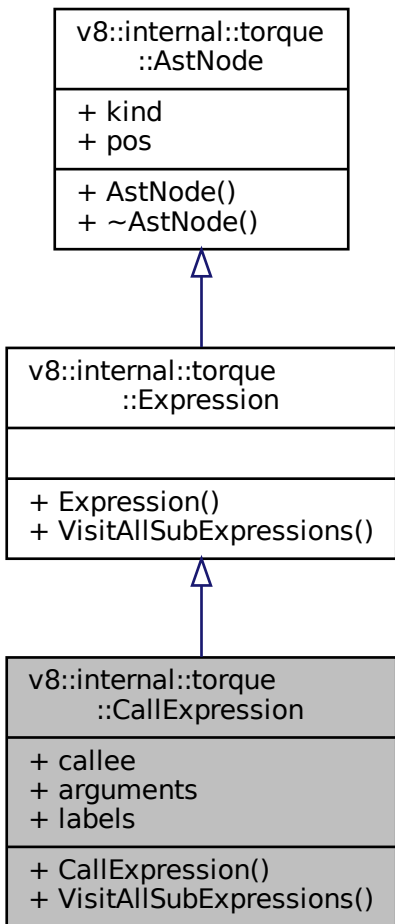 v8::internal::torque
::AstNode
+ kind
+ pos
+ AstNode()
+ ~AstNode()
v8::internal::torque
::Expression
+ Expression()
+ VisitAllSubExpressions()
v8::internal::torque
::CallExpression
+ callee
+ arguments
+ labels
+ CallExpression()
+ VisitAllSubExpressions()